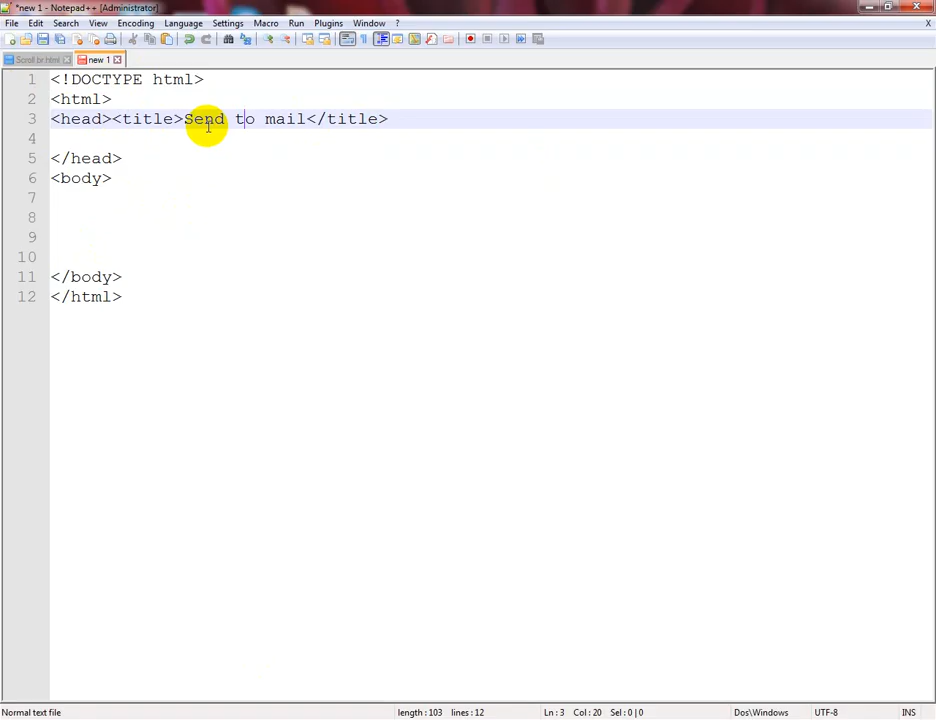 *new 1 - Notepad++ [Administrator]
File Edit Search View Encoding Language Settings Macro Run Plugins Window ? X
Scroll br.html new 1
1 <!DOCTYPE html>
2 <html>
3 <head><title>Send to mail</title>
4
5 </head>
6 <body>
7
8
9
10
11 </body>
12 </html>
Normal text file length : 103 lines : 12 Ln : 3 Col : 20 Sel : 0 | 0 Dos\Windows UTF-8 INS